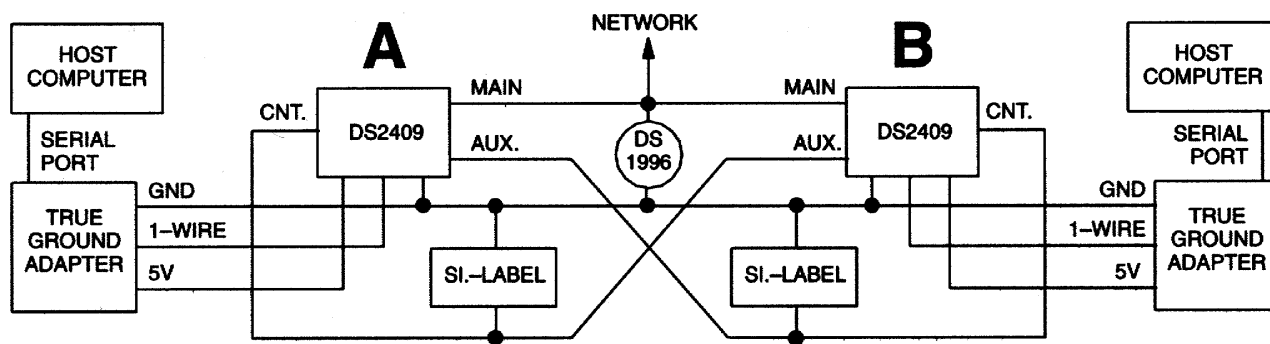 NETWORK
A
B
HOST
COMPUTER
HOST
COMPUTER
CNT.
MAIN
MAIN
CNT.
DS2409
DS
1996
DS2409
SERIAL
PORT
AUX.
AUX.
SERIAL
PORT
GND
GND
TRUE
GROUND
ADAPTER
1–WIRE
1–WIRE
TRUE
GROUND
ADAPTER
5V
SI.–LABEL
SI.–LABEL
5V